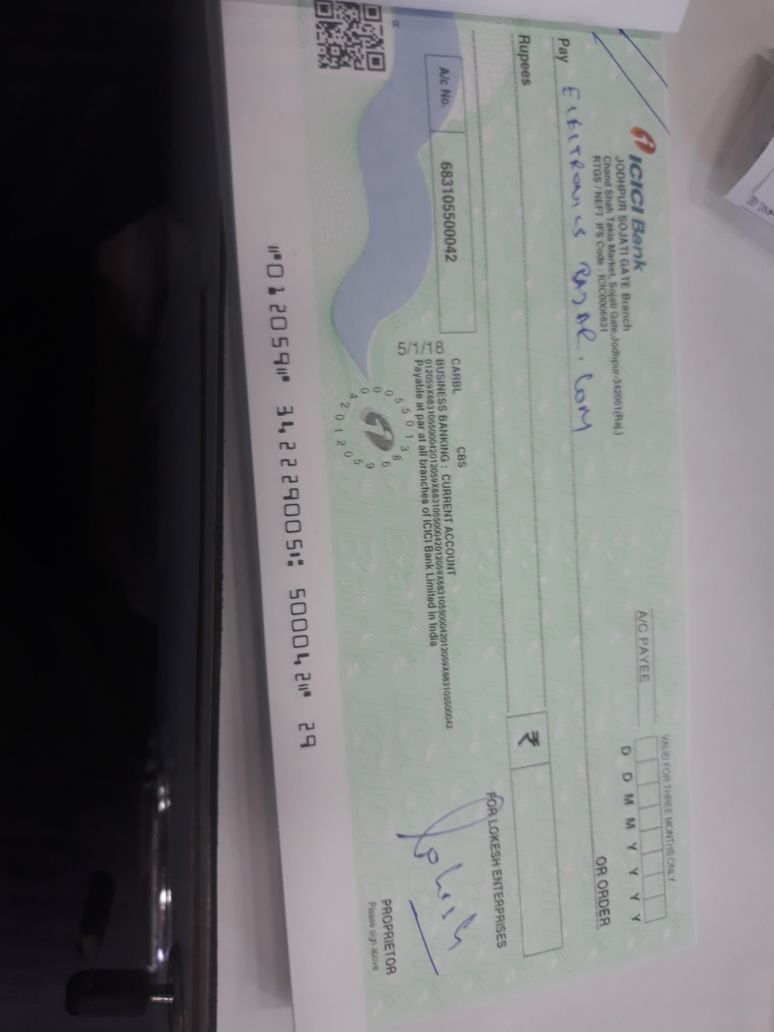 ICICI Bank
JODHPUR SOJATI GATE Branch
Chand Shah Takia Market, Sojati Gate, Jodhpur-342001(Raj.)
RTGS / NEFT IFS Code : ICIC0006831
A/C PAYEE
VALID FOR THREE MONTHS ONLY
D D M M Y Y Y Y
Pay ElEiTRONiCS BAJAR.COM
OR ORDER
Rupees
₹
A/c No. 683105500042
FOR LOKESH ENTERPRISES
CARBL CBS
5/1/18 BUSINESS BANKING : CURRENT ACCOUNT
Payable at par at all branches of ICICI Bank Limited in India
Lokesh
PROPRIETOR
Please sign above
⑈012059⑈ 342229005⑆ 500042⑈ 29